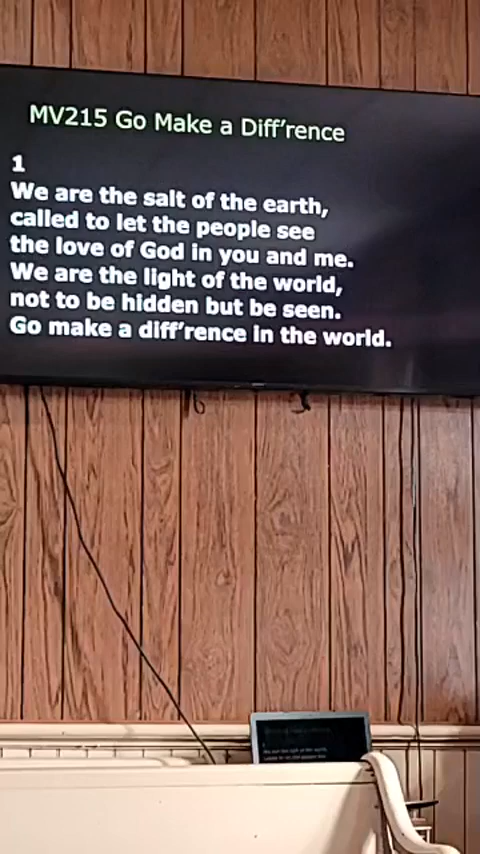 MV215 Go Make a Diff'rence
1
We are the salt of the earth,
called to let the people see
the love of God in you and me.
We are the light of the world,
not to be hidden but be seen.
Go make a diff'rence in the world.